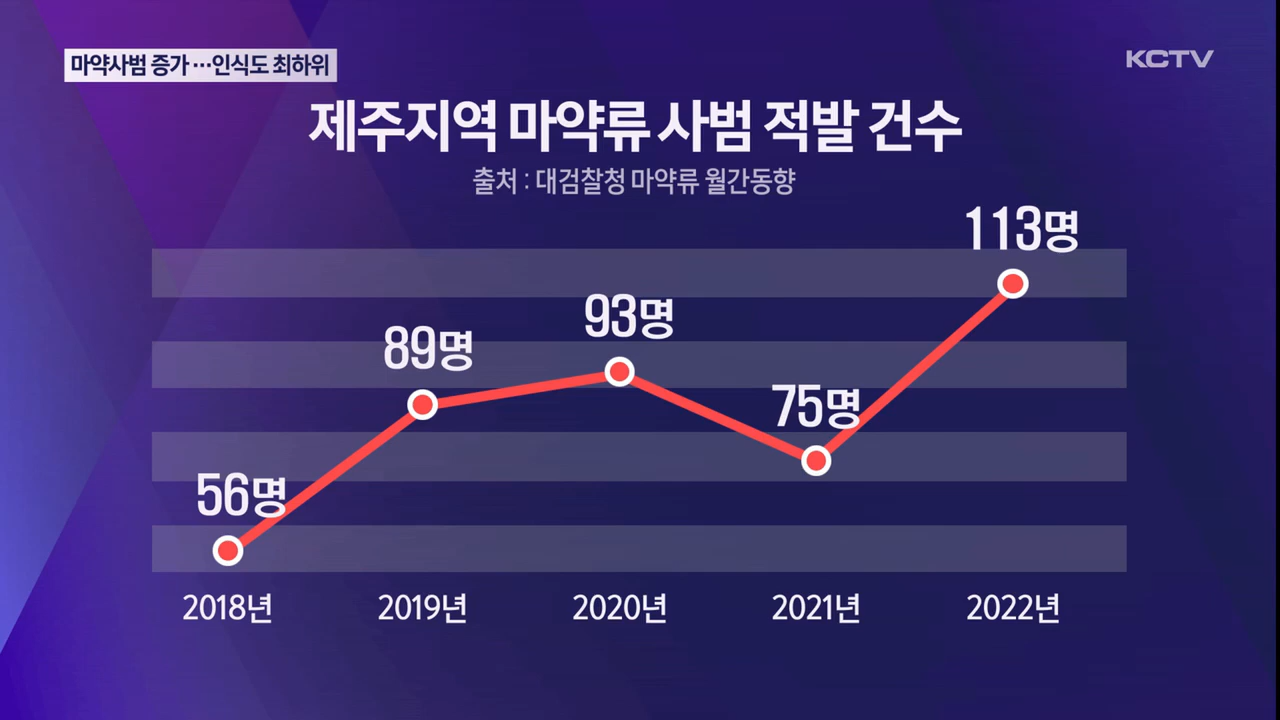 마약사범 증가…인식도 최하위
KCTV
제주지역 마약류 사범 적발 건수
출처 : 대검찰청 마약류 월간동향
113명
93명
89명
75명
56명
2018년 2019년 2020년 2021년 2022년